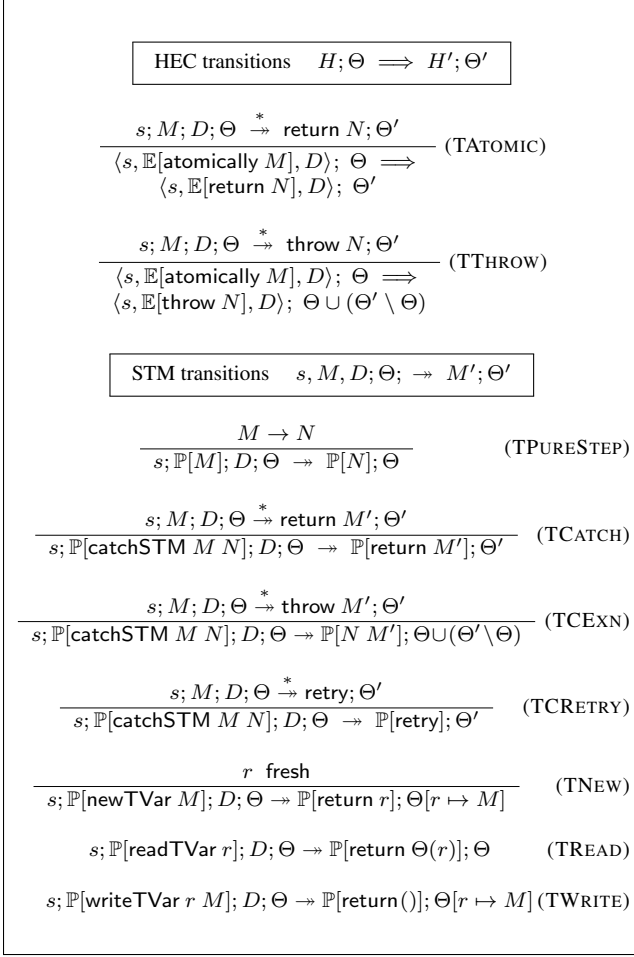 HEC transitions H; Θ ⟹ H′; Θ′
s; M; D; Θ ↠* return N; Θ′
(TATOMIC)
⟨s, 𝔼[atomically M], D⟩; Θ ⟹
⟨s, 𝔼[return N], D⟩; Θ′
s; M; D; Θ ↠* throw N; Θ′
(TTHROW)
⟨s, 𝔼[atomically M], D⟩; Θ ⟹
⟨s, 𝔼[throw N], D⟩; Θ ∪ (Θ′ \ Θ)
STM transitions s, M, D; Θ; ↠ M′; Θ′
M → N
(TPURESTEP)
s; ℙ[M]; D; Θ ↠ ℙ[N]; Θ
s; M; D; Θ ↠* return M′; Θ′
(TCATCH)
s; ℙ[catchSTM M N]; D; Θ ↠ ℙ[return M′]; Θ′
s; M; D; Θ ↠* throw M′; Θ′
(TCEXN)
s; ℙ[catchSTM M N]; D; Θ ↠ ℙ[N M′]; Θ∪(Θ′\Θ)
s; M; D; Θ ↠* retry; Θ′
(TCRETRY)
s; ℙ[catchSTM M N]; D; Θ ↠ ℙ[retry]; Θ′
r fresh
(TNEW)
s; ℙ[newTVar M]; D; Θ ↠ ℙ[return r]; Θ[r ↦ M]
s; ℙ[readTVar r]; D; Θ ↠ ℙ[return Θ(r)]; Θ (TREAD)
s; ℙ[writeTVar r M]; D; Θ ↠ ℙ[return()]; Θ[r ↦ M] (TWRITE)